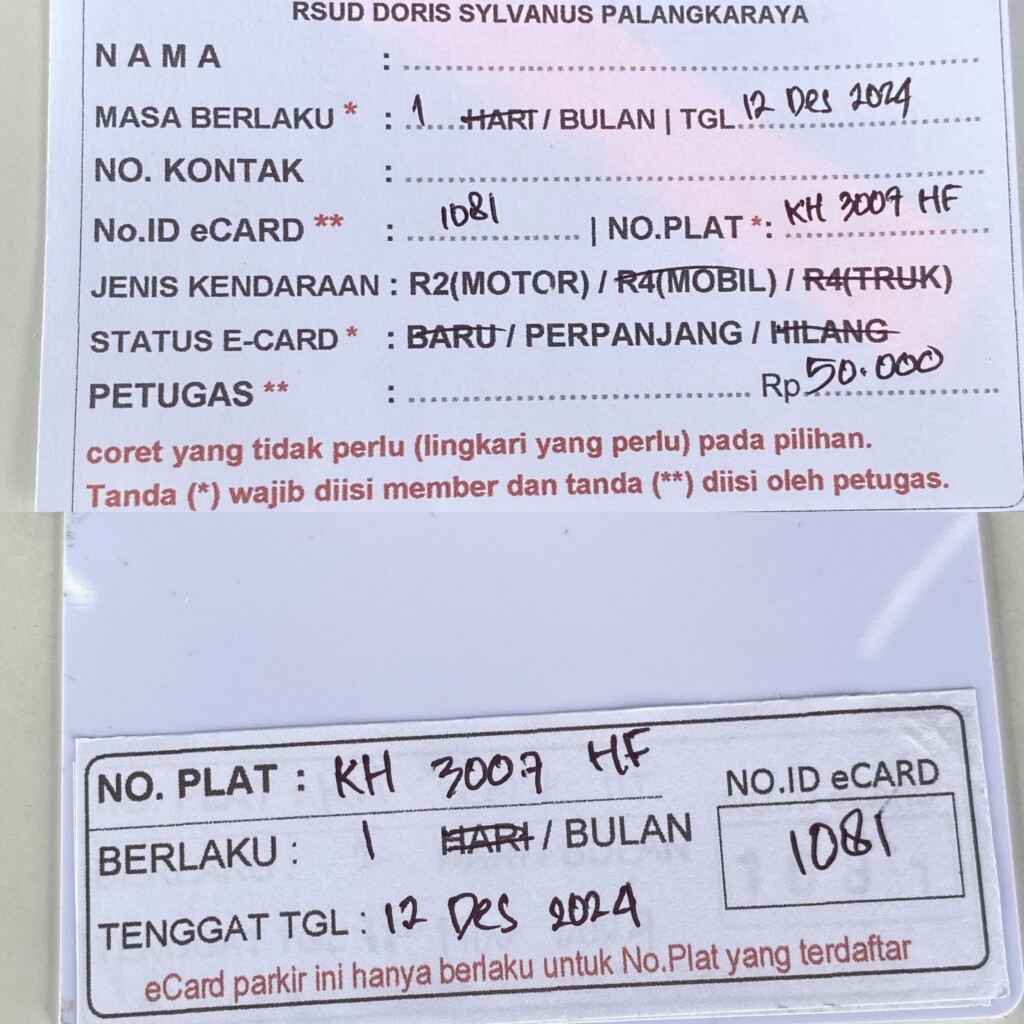 RSUD DORIS SYLVANUS PALANGKARAYA
N A M A :
MASA BERLAKU * : 1 HARI / BULAN | TGL. 12 Des 2024
NO. KONTAK :
No.ID eCARD ** : 1081 | NO.PLAT *: KH 3007 HF
JENIS KENDARAAN : R2(MOTOR) / R4(MOBIL) / R4(TRUK)
STATUS E-CARD * : BARU / PERPANJANG / HILANG
PETUGAS ** : Rp 50.000
coret yang tidak perlu (lingkari yang perlu) pada pilihan.
Tanda (*) wajib diisi member dan tanda (**) diisi oleh petugas.
NO. PLAT : KH 3007 HF
NO.ID eCARD
BERLAKU : 1 HARI / BULAN
1081
TENGGAT TGL : 12 Des 2024
eCard parkir ini hanya berlaku untuk No.Plat yang terdaftar